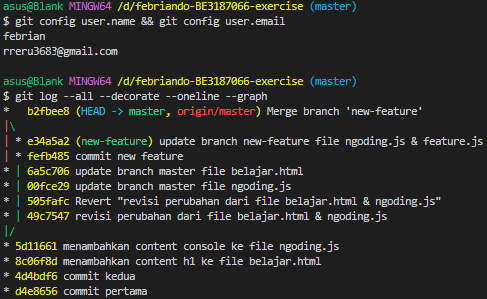 asus@Blank MINGW64 /d/febriando-BE3187066-exercise (master)
$ git config user.name && git config user.email
febrian
rreru3683@gmail.com

asus@Blank MINGW64 /d/febriando-BE3187066-exercise (master)
$ git log --all --decorate --oneline --graph
*   b2fbee8 (HEAD -> master, origin/master) Merge branch 'new-feature'
|\
| * e34a5a2 (new-feature) update branch new-feature file ngoding.js & feature.js
| * fefb485 commit new feature
* | 6a5c706 update branch master file belajar.html
* | 00fce29 update branch master file ngoding.js
* | 505fafc Revert "revisi perubahan dari file belajar.html & ngoding.js"
* | 49c7547 revisi perubahan dari file belajar.html & ngoding.js
|/
* 5d11661 menambahkan content console ke file ngoding.js
* 8c06f8d menambahkan content h1 ke file belajar.html
* 4d4bdf6 commit kedua
* d4e8656 commit pertama